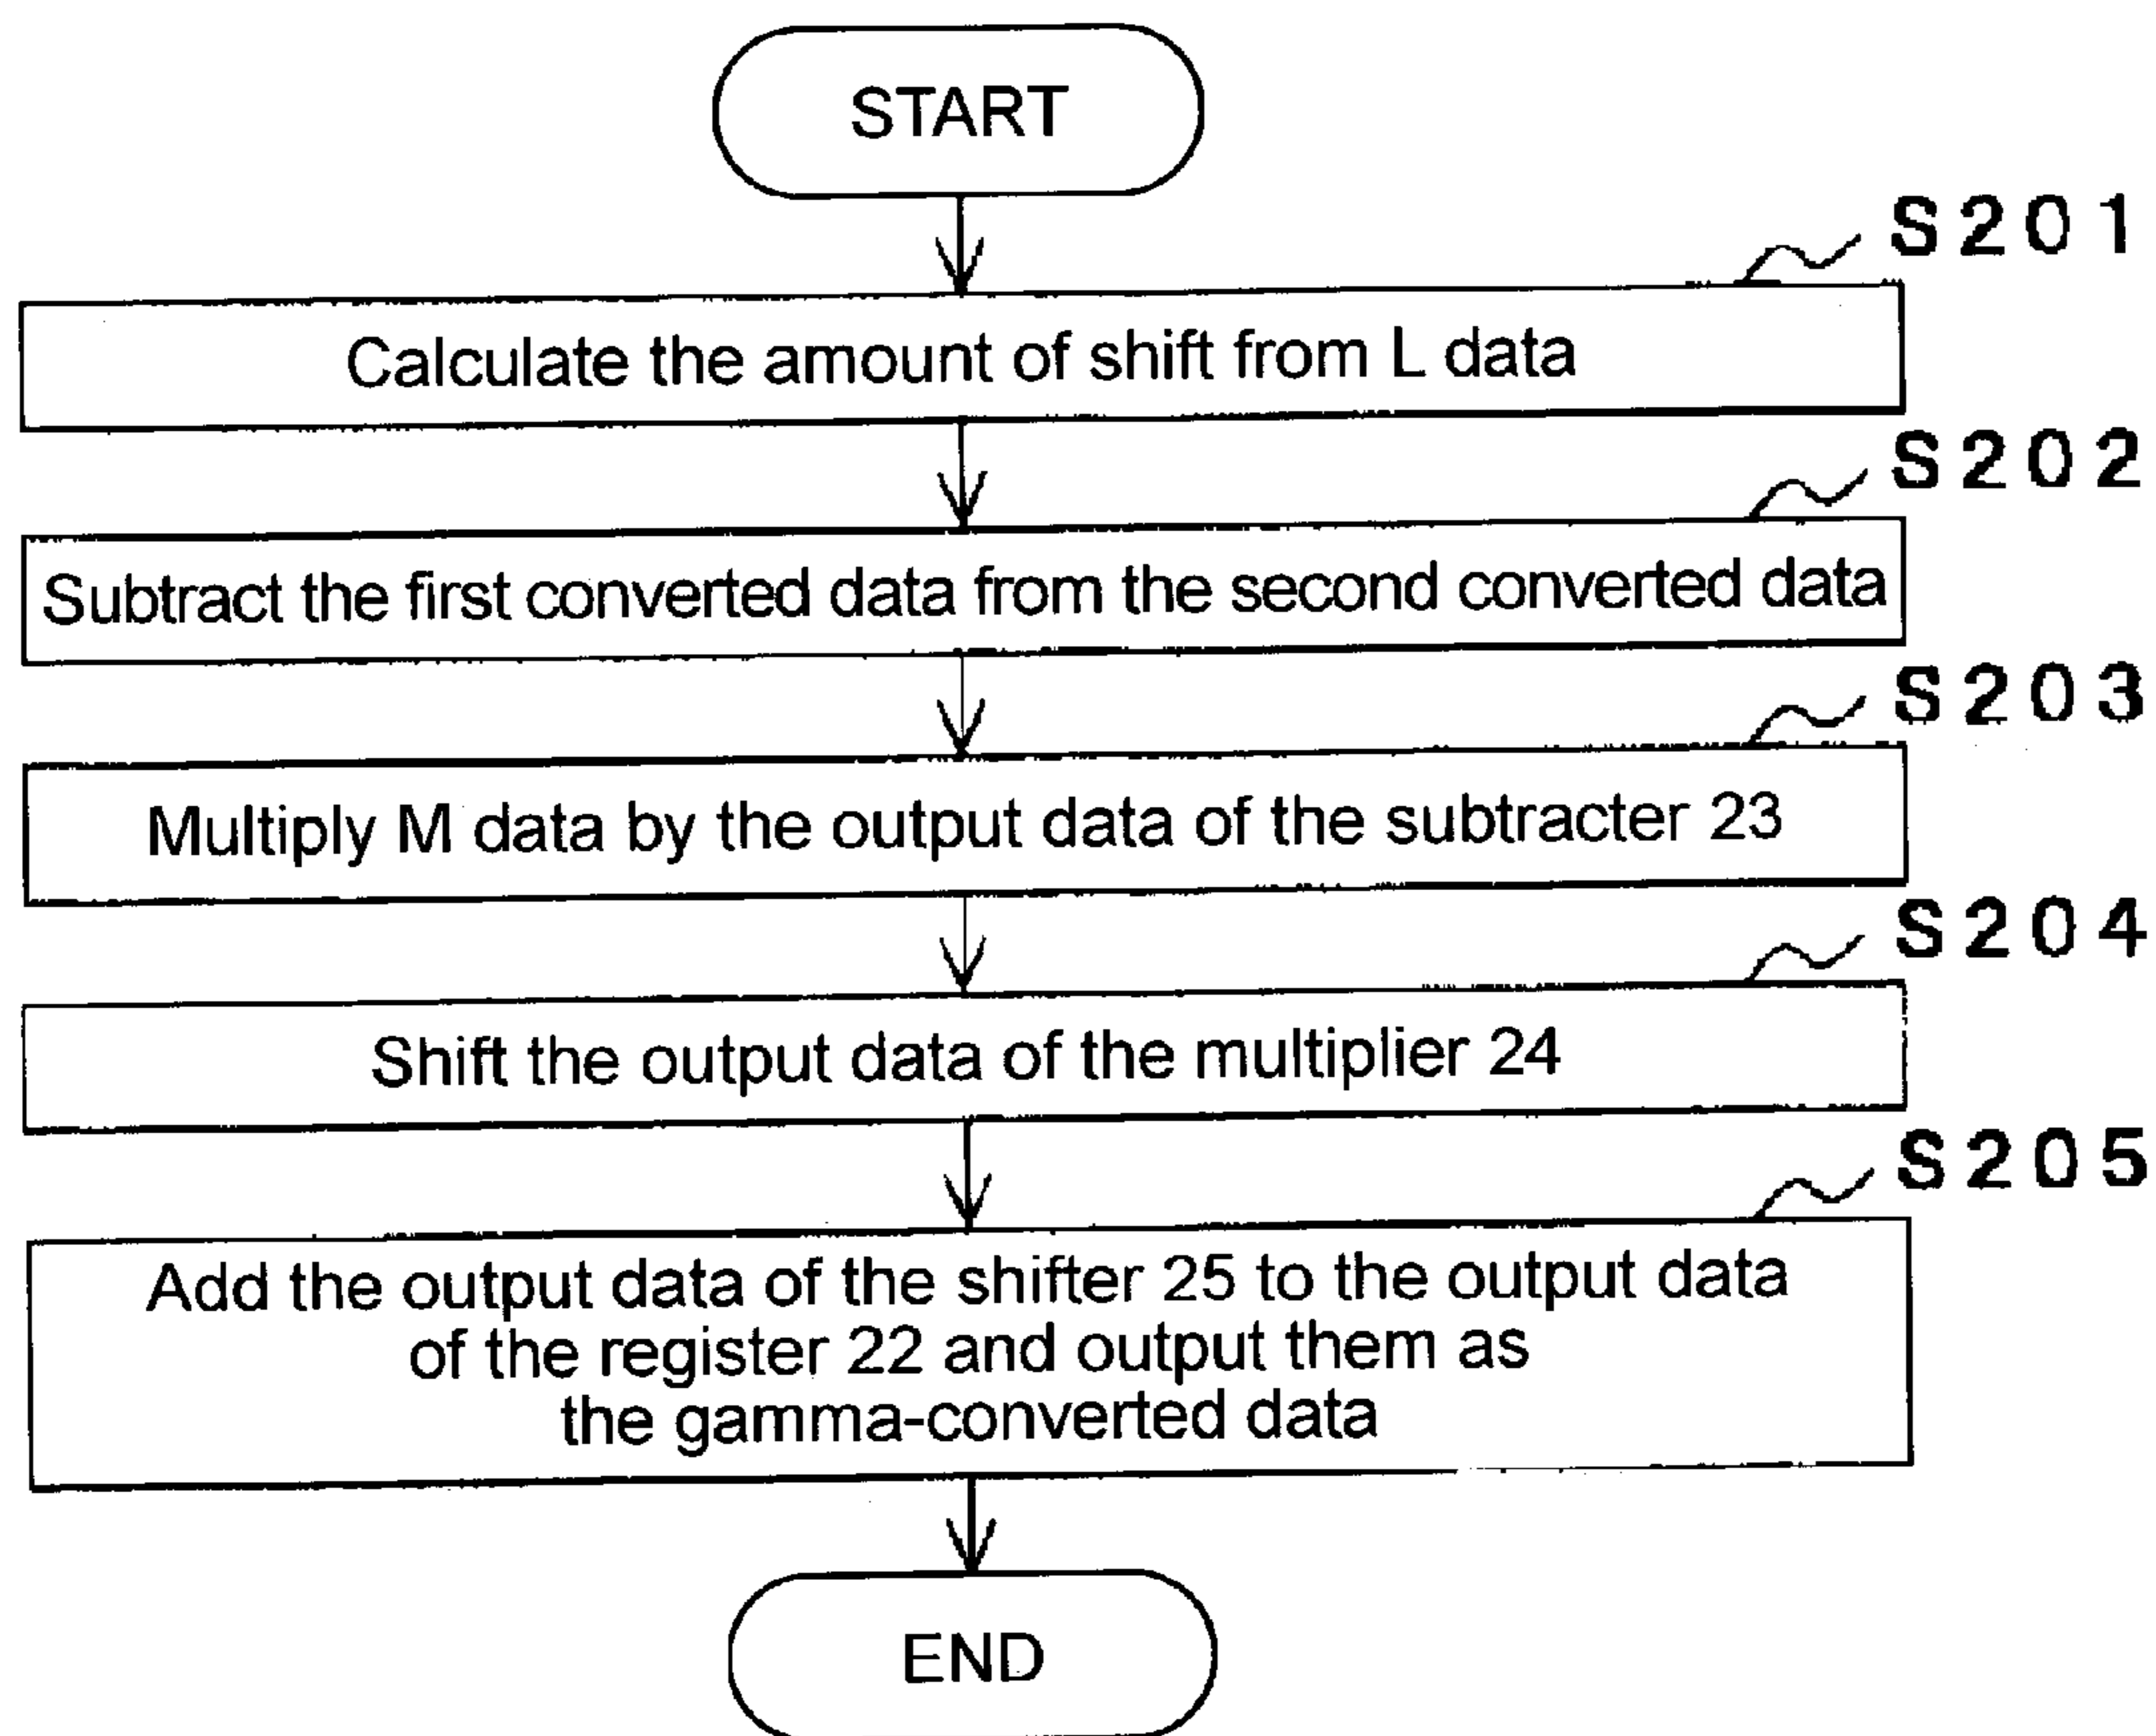 START
S201
Calculate the amount of shift from L data
S202
Subtract the first converted data from the second converted data
S203
Multiply M data by the output data of the subtracter 23
S204
Shift the output data of the multiplier 24
S205
Add the output data of the shifter 25 to the output data
of the register 22 and output them as
the gamma-converted data
END